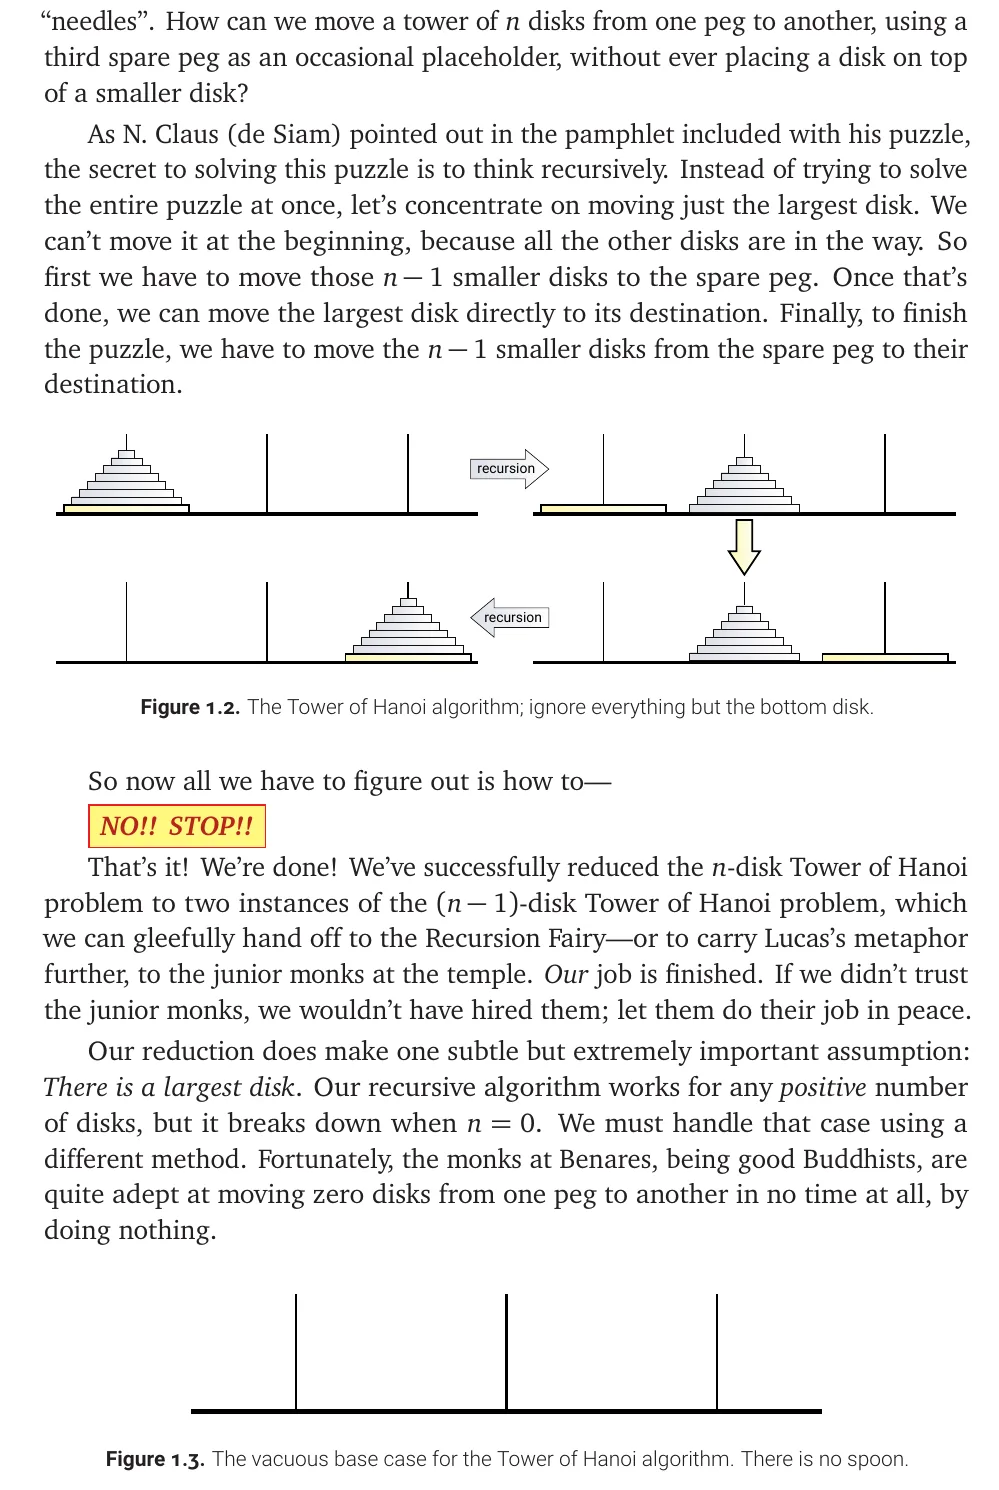 “needles”. How can we move a tower of n disks from one peg to another, using a
third spare peg as an occasional placeholder, without ever placing a disk on top
of a smaller disk?
As N. Claus (de Siam) pointed out in the pamphlet included with his puzzle,
the secret to solving this puzzle is to think recursively. Instead of trying to solve
the entire puzzle at once, let’s concentrate on moving just the largest disk. We
can’t move it at the beginning, because all the other disks are in the way. So
first we have to move those n − 1 smaller disks to the spare peg. Once that’s
done, we can move the largest disk directly to its destination. Finally, to finish
the puzzle, we have to move the n − 1 smaller disks from the spare peg to their
destination.
recursion
recursion
Figure 1.2. The Tower of Hanoi algorithm; ignore everything but the bottom disk.
So now all we have to figure out is how to—
NO!! STOP!!
That’s it! We’re done! We’ve successfully reduced the n-disk Tower of Hanoi
problem to two instances of the (n − 1)-disk Tower of Hanoi problem, which
we can gleefully hand off to the Recursion Fairy—or to carry Lucas’s metaphor
further, to the junior monks at the temple. Our job is finished. If we didn’t trust
the junior monks, we wouldn’t have hired them; let them do their job in peace.
Our reduction does make one subtle but extremely important assumption:
There is a largest disk. Our recursive algorithm works for any positive number
of disks, but it breaks down when n = 0. We must handle that case using a
different method. Fortunately, the monks at Benares, being good Buddhists, are
quite adept at moving zero disks from one peg to another in no time at all, by
doing nothing.
Figure 1.3. The vacuous base case for the Tower of Hanoi algorithm. There is no spoon.